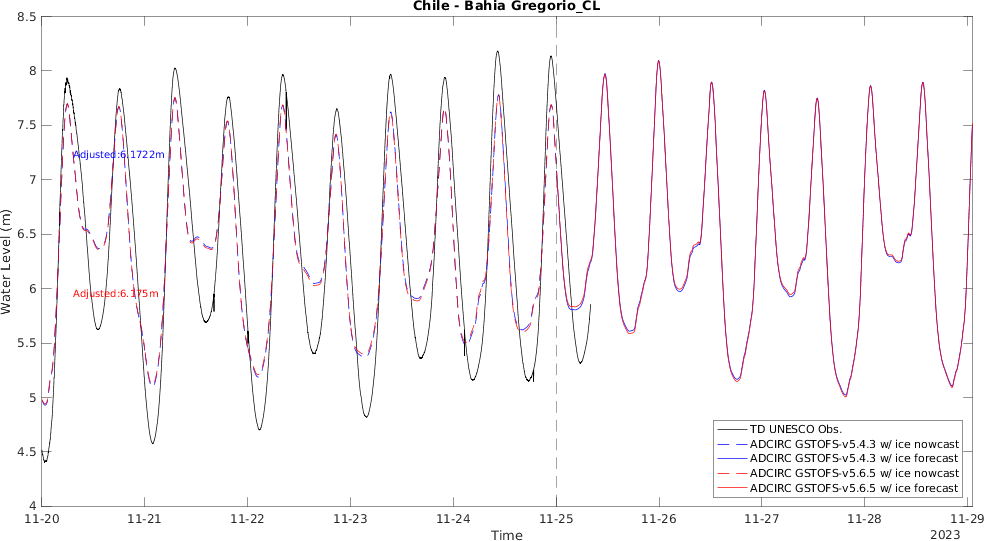 Chile - Bahia Gregorio_CL
8.5
8
7.5
7
6.5
6
5.5
5
4.5
4
Water Level (m)
Adjusted:6.1722m
Adjusted:6.175m
TD UNESCO Obs.
ADCIRC GSTOFS-v5.4.3 w/ ice nowcast
ADCIRC GSTOFS-v5.4.3 w/ ice forecast
ADCIRC GSTOFS-v5.6.5 w/ ice nowcast
ADCIRC GSTOFS-v5.6.5 w/ ice forecast
11-20 11-21 11-22 11-23 11-24 11-25 11-26 11-27 11-28 11-29
Time
2023